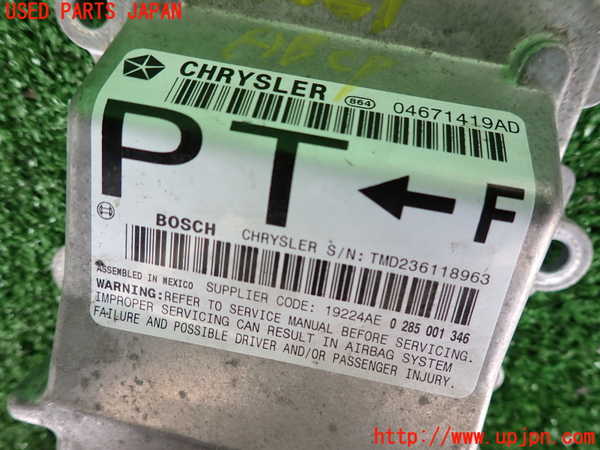 USED PARTS JAPAN
CHRYSLER 864 04671419AD
PT ← F
BOSCH CHRYSLER S/N: TMD236118963
ASSEMBLED IN MEXICO SUPPLIER CODE: 19224AE 0 285 001 346
WARNING:REFER TO SERVICE MANUAL BEFORE SERVICING.
IMPROPER SERVICING CAN RESULT IN AIRBAG SYSTEM
FAILURE AND POSSIBLE DRIVER AND/OR PASSENGER INJURY.
http://www.upjpn.com/